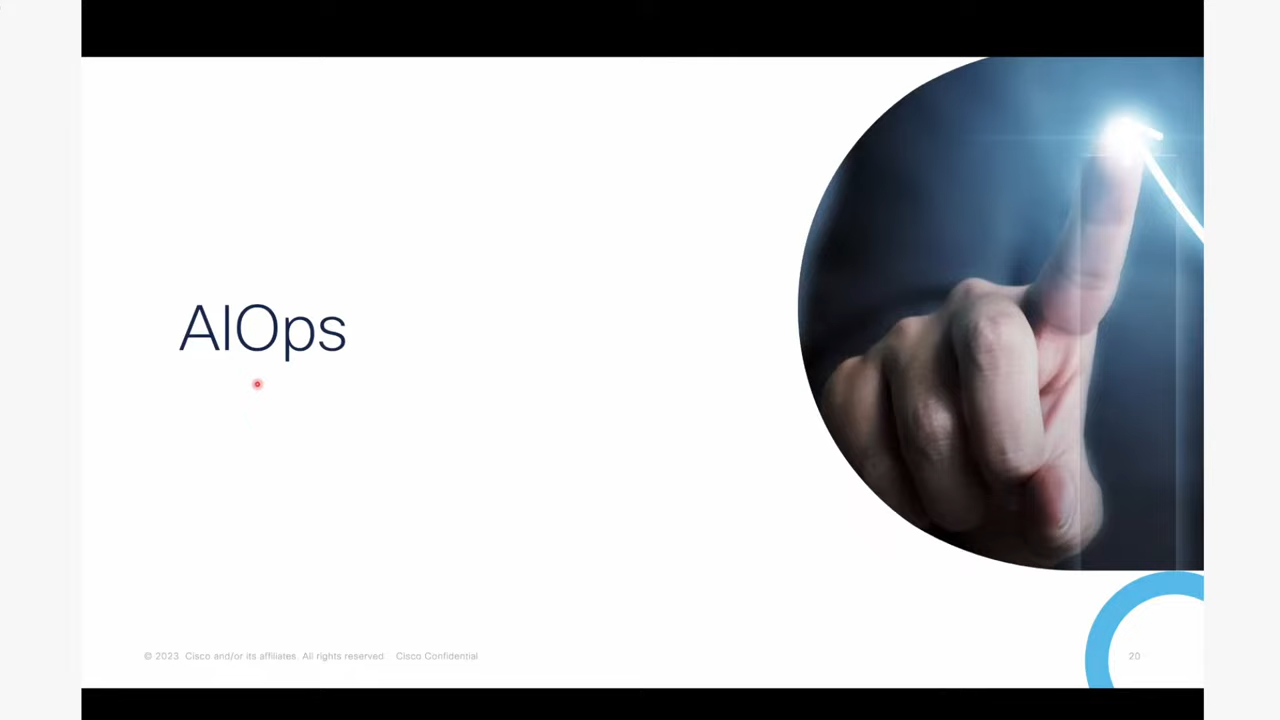 AIOps
© 2023 Cisco and/or its affiliates. All rights reserved. Cisco Confidential
20